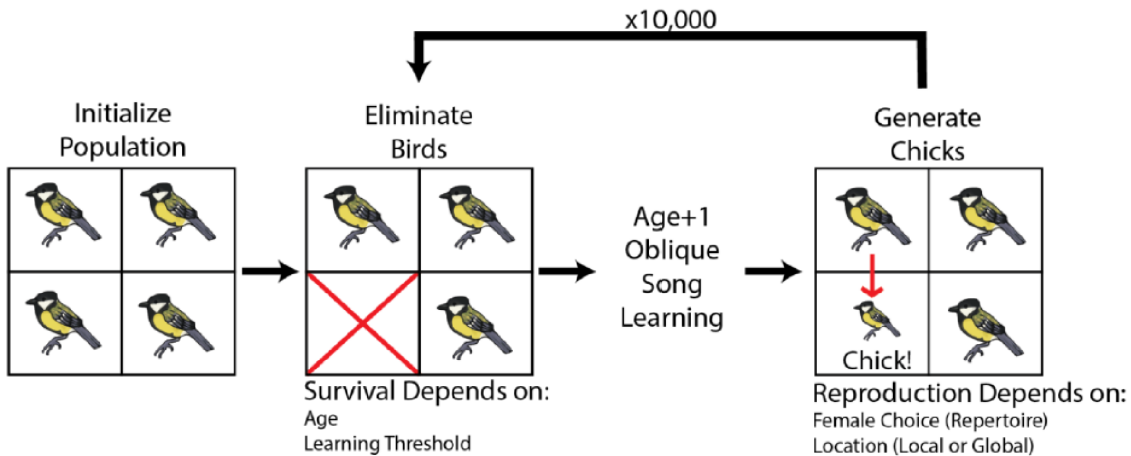 x10,000
Initialize
Population
Eliminate
Birds
Age+1
Oblique
Song
Learning
Generate
Chicks
Chick!
Survival Depends on:
Age
Learning Threshold
Reproduction Depends on:
Female Choice (Repertoire)
Location (Local or Global)